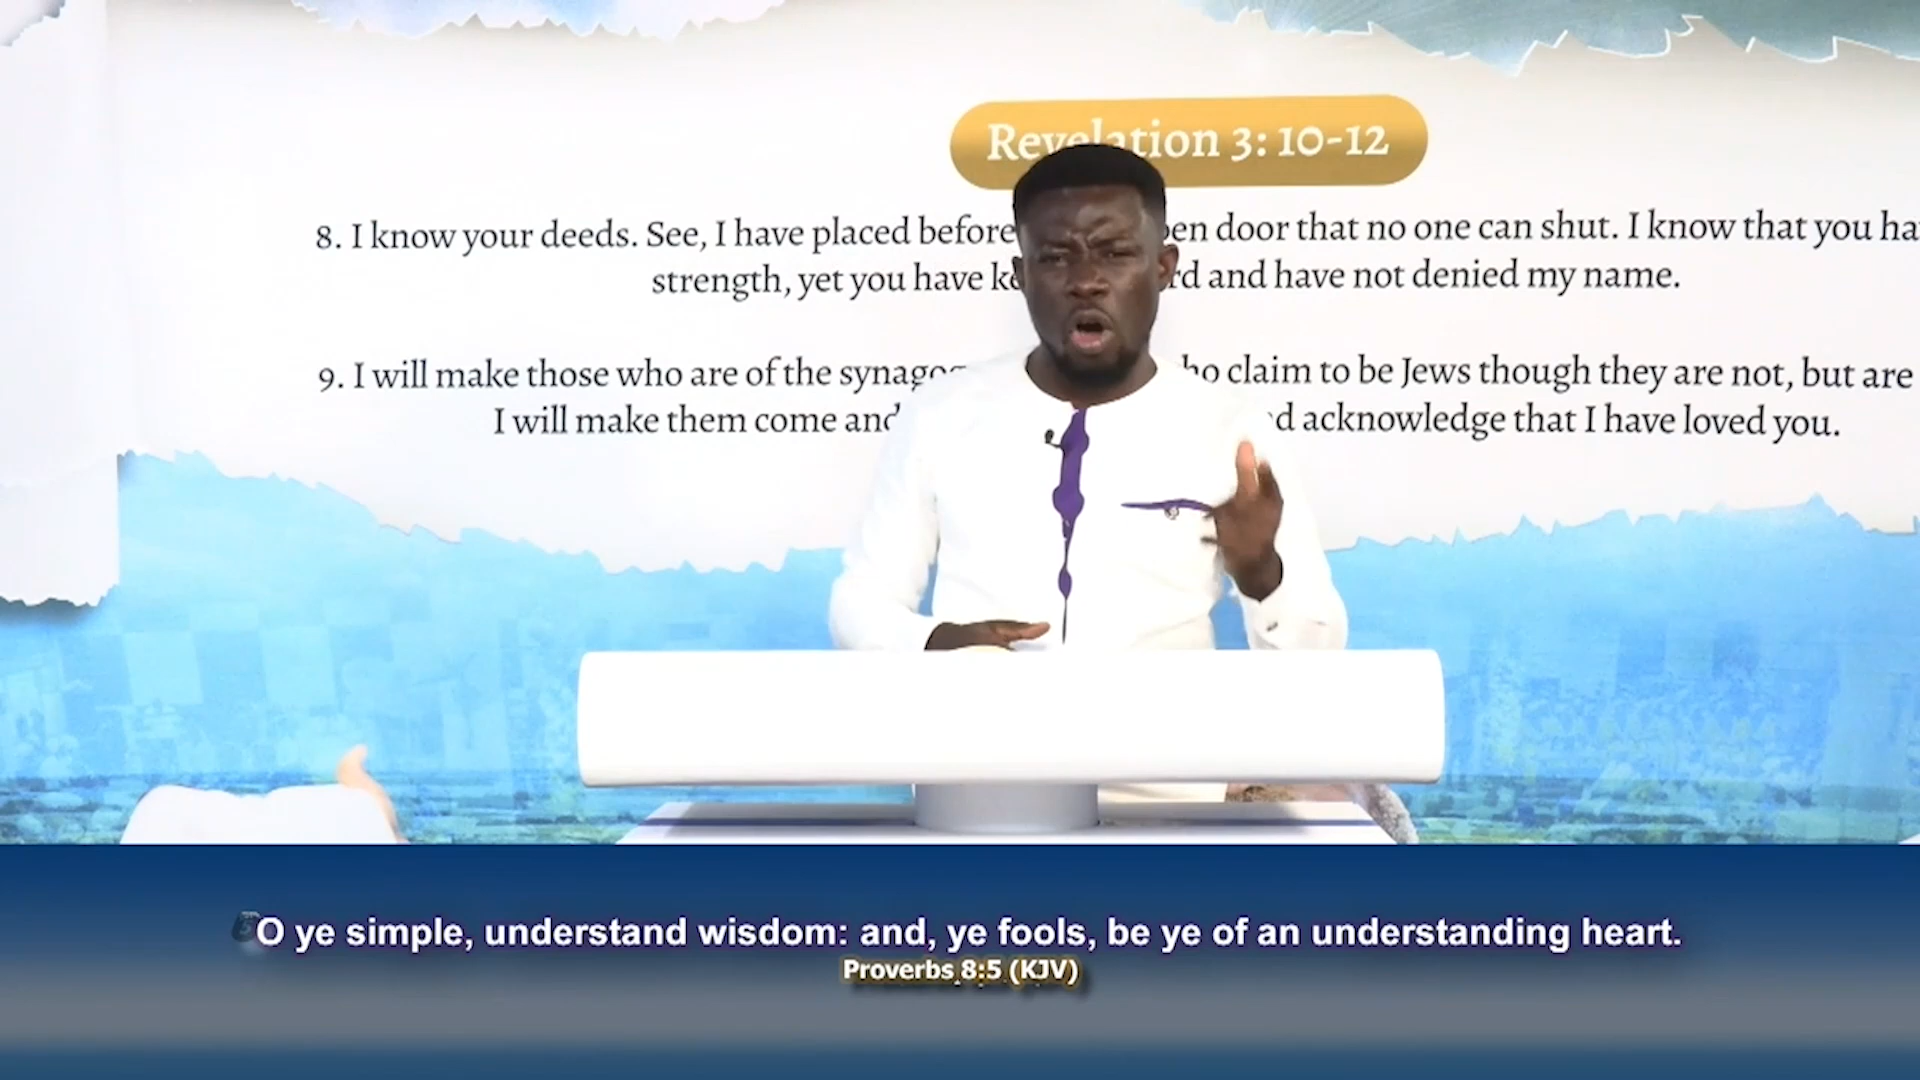 Revelation 3: 10-12
8. I know your deeds. See, I have placed before en door that no one can shut. I know that you ha
strength, yet you have ke rd and have not denied my name.
9. I will make those who are of the synago ho claim to be Jews though they are not, but are
I will make them come and d acknowledge that I have loved you.
5 O ye simple, understand wisdom: and, ye fools, be ye of an understanding heart.
Proverbs 8:5 (KJV)